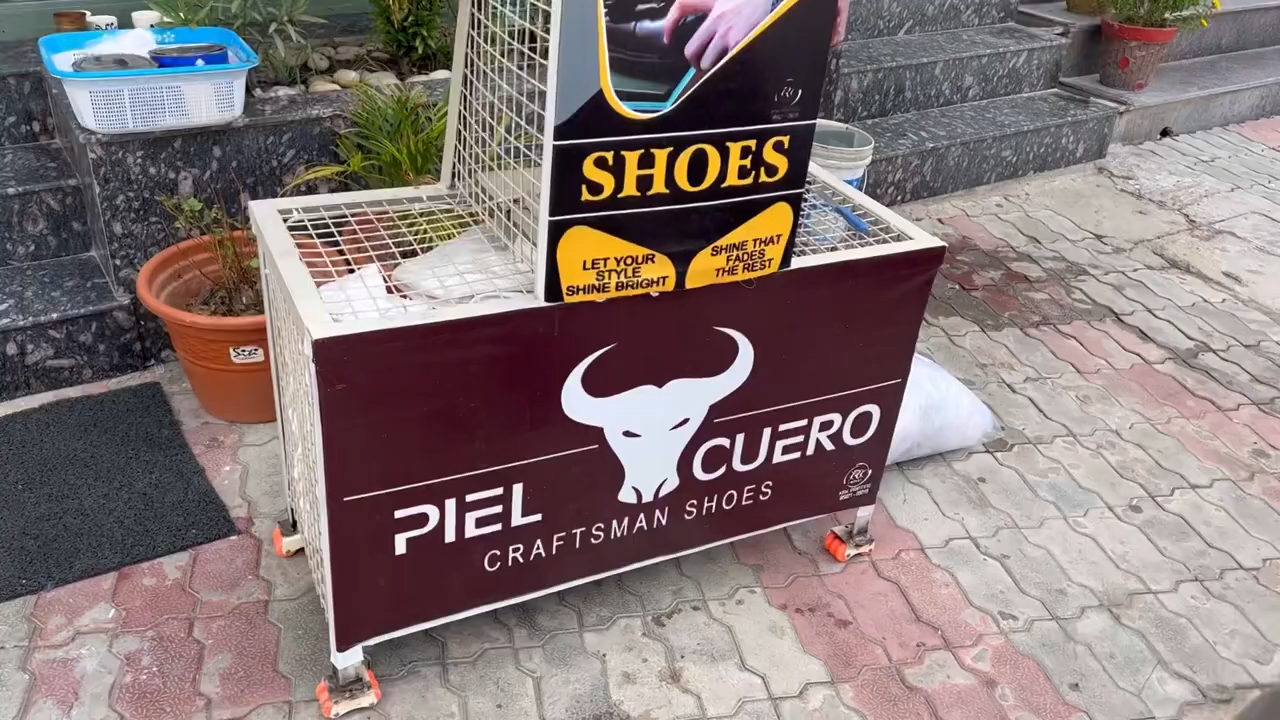 SHOES
LET YOUR
STYLE
SHINE BRIGHT
SHINE THAT
FADES
THE REST
PIEL CUERO
CRAFTSMAN SHOES